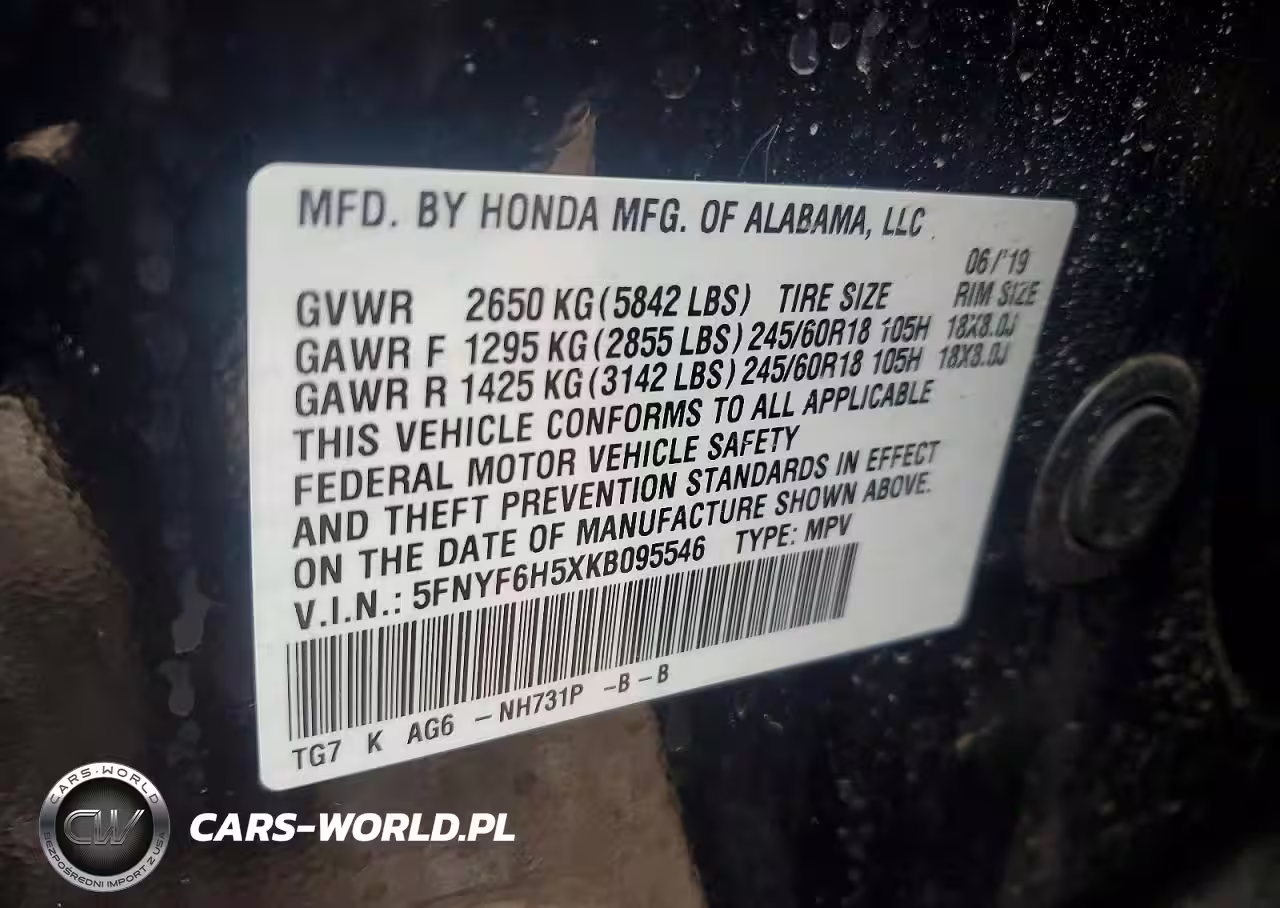 MFD. BY HONDA MFG. OF ALABAMA, LLC
06/'19
GVWR 2650 KG (5842 LBS) TIRE SIZE RIM SIZE
GAWR F 1295 KG (2855 LBS) 245/60R18 105H 18X8.0J
GAWR R 1425 KG (3142 LBS) 245/60R18 105H 18X8.0J
THIS VEHICLE CONFORMS TO ALL APPLICABLE
FEDERAL MOTOR VEHICLE SAFETY
AND THEFT PREVENTION STANDARDS IN EFFECT
ON THE DATE OF MANUFACTURE SHOWN ABOVE.
V.I.N.: 5FNYF6H5XKB095546 TYPE: MPV
TG7 K AG6 -NH731P -B-B
CARS-WORLD
CW
BEZPOŚREDNI IMPORT Z USA
CARS-WORLD.PL